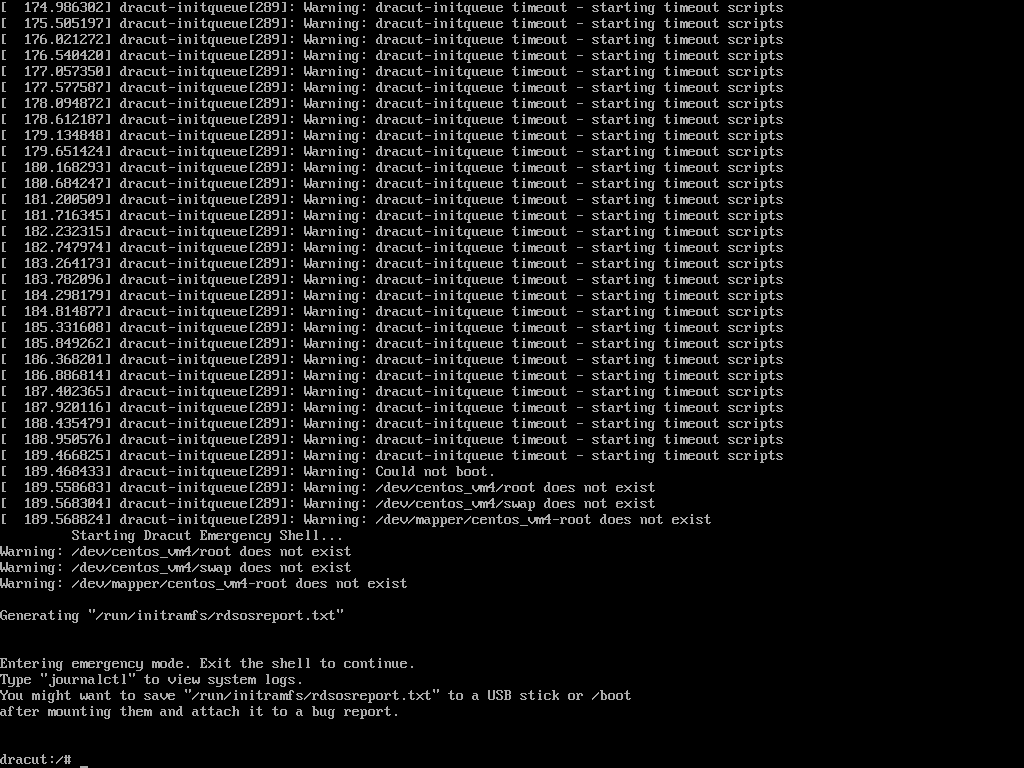 [  174.986302] dracut-initqueue[289]: Warning: dracut-initqueue timeout - starting timeout scripts
[  175.505197] dracut-initqueue[289]: Warning: dracut-initqueue timeout - starting timeout scripts
[  176.021272] dracut-initqueue[289]: Warning: dracut-initqueue timeout - starting timeout scripts
[  176.540420] dracut-initqueue[289]: Warning: dracut-initqueue timeout - starting timeout scripts
[  177.057350] dracut-initqueue[289]: Warning: dracut-initqueue timeout - starting timeout scripts
[  177.577587] dracut-initqueue[289]: Warning: dracut-initqueue timeout - starting timeout scripts
[  178.094872] dracut-initqueue[289]: Warning: dracut-initqueue timeout - starting timeout scripts
[  178.612187] dracut-initqueue[289]: Warning: dracut-initqueue timeout - starting timeout scripts
[  179.134848] dracut-initqueue[289]: Warning: dracut-initqueue timeout - starting timeout scripts
[  179.651424] dracut-initqueue[289]: Warning: dracut-initqueue timeout - starting timeout scripts
[  180.168293] dracut-initqueue[289]: Warning: dracut-initqueue timeout - starting timeout scripts
[  180.684247] dracut-initqueue[289]: Warning: dracut-initqueue timeout - starting timeout scripts
[  181.200509] dracut-initqueue[289]: Warning: dracut-initqueue timeout - starting timeout scripts
[  181.716345] dracut-initqueue[289]: Warning: dracut-initqueue timeout - starting timeout scripts
[  182.232315] dracut-initqueue[289]: Warning: dracut-initqueue timeout - starting timeout scripts
[  182.747974] dracut-initqueue[289]: Warning: dracut-initqueue timeout - starting timeout scripts
[  183.264173] dracut-initqueue[289]: Warning: dracut-initqueue timeout - starting timeout scripts
[  183.782096] dracut-initqueue[289]: Warning: dracut-initqueue timeout - starting timeout scripts
[  184.298179] dracut-initqueue[289]: Warning: dracut-initqueue timeout - starting timeout scripts
[  184.814877] dracut-initqueue[289]: Warning: dracut-initqueue timeout - starting timeout scripts
[  185.331608] dracut-initqueue[289]: Warning: dracut-initqueue timeout - starting timeout scripts
[  185.849262] dracut-initqueue[289]: Warning: dracut-initqueue timeout - starting timeout scripts
[  186.368201] dracut-initqueue[289]: Warning: dracut-initqueue timeout - starting timeout scripts
[  186.886814] dracut-initqueue[289]: Warning: dracut-initqueue timeout - starting timeout scripts
[  187.402365] dracut-initqueue[289]: Warning: dracut-initqueue timeout - starting timeout scripts
[  187.920116] dracut-initqueue[289]: Warning: dracut-initqueue timeout - starting timeout scripts
[  188.435479] dracut-initqueue[289]: Warning: dracut-initqueue timeout - starting timeout scripts
[  188.950576] dracut-initqueue[289]: Warning: dracut-initqueue timeout - starting timeout scripts
[  189.466825] dracut-initqueue[289]: Warning: dracut-initqueue timeout - starting timeout scripts
[  189.468433] dracut-initqueue[289]: Warning: Could not boot.
[  189.558683] dracut-initqueue[289]: Warning: /dev/centos_vm4/root does not exist
[  189.568304] dracut-initqueue[289]: Warning: /dev/centos_vm4/swap does not exist
[  189.568824] dracut-initqueue[289]: Warning: /dev/mapper/centos_vm4-root does not exist
         Starting Dracut Emergency Shell...
Warning: /dev/centos_vm4/root does not exist
Warning: /dev/centos_vm4/swap does not exist
Warning: /dev/mapper/centos_vm4-root does not exist
Generating "/run/initramfs/rdsosreport.txt"
Entering emergency mode. Exit the shell to continue.
Type "journalctl" to view system logs.
You might want to save "/run/initramfs/rdsosreport.txt" to a USB stick or /boot
after mounting them and attach it to a bug report.
dracut:/# _